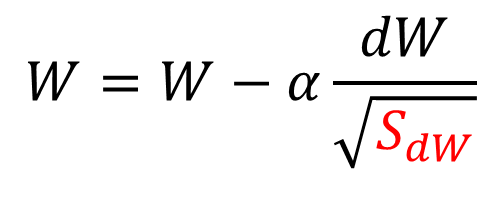 W = W − α dW / √S_dW